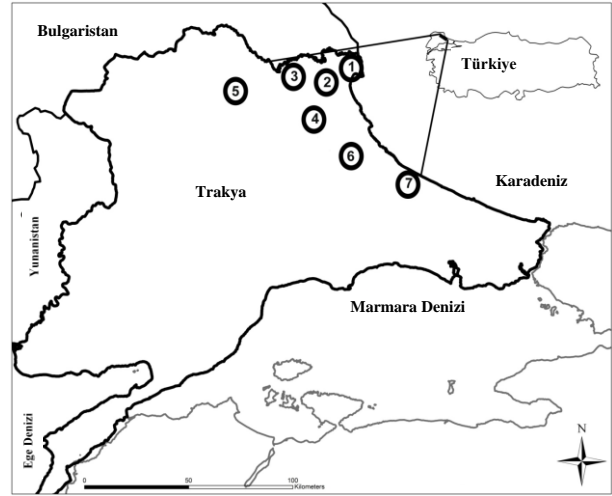 Bulgaristan
Türkiye
1
2
3
5
4
6
7
Karadeniz
Trakya
Yunanistan
Marmara Denizi
Ege Denizi
N
0 50 100
Kilometers